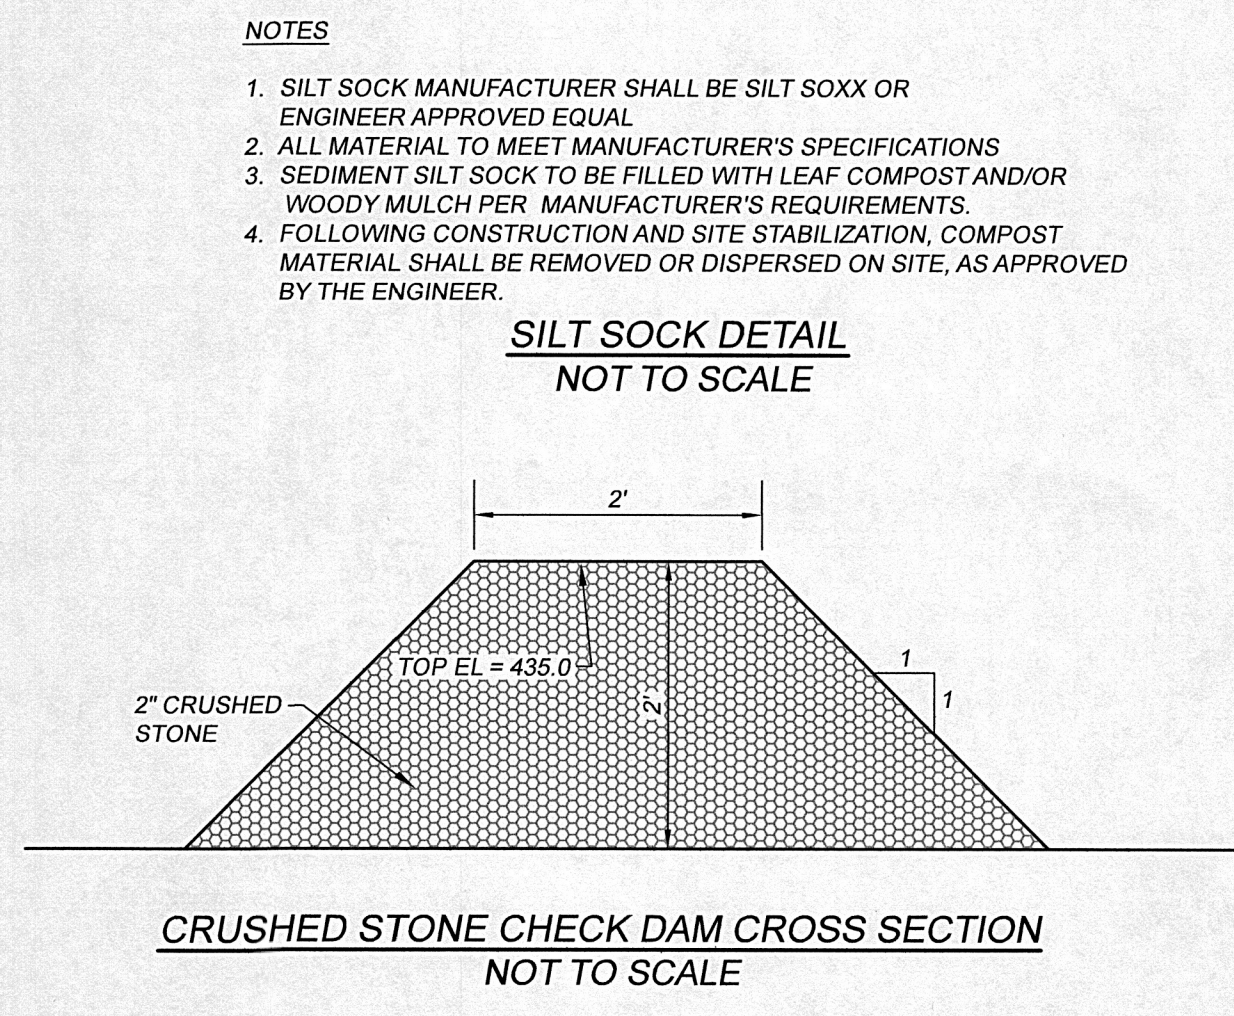 NOTES
1. SILT SOCK MANUFACTURER SHALL BE SILT SOXX OR
ENGINEER APPROVED EQUAL
2. ALL MATERIAL TO MEET MANUFACTURER'S SPECIFICATIONS
3. SEDIMENT SILT SOCK TO BE FILLED WITH LEAF COMPOST AND/OR
WOODY MULCH PER MANUFACTURER'S REQUIREMENTS.
4. FOLLOWING CONSTRUCTION AND SITE STABILIZATION, COMPOST
MATERIAL SHALL BE REMOVED OR DISPERSED ON SITE, AS APPROVED
BY THE ENGINEER.
SILT SOCK DETAIL
NOT TO SCALE
2'
TOP EL = 435.0
1
1
2'
2" CRUSHED
STONE
CRUSHED STONE CHECK DAM CROSS SECTION
NOT TO SCALE